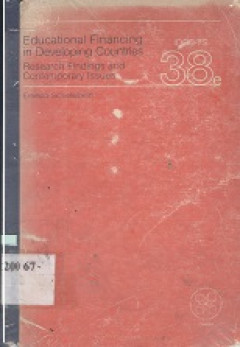 Educational Financing
in Developing Countries
Research Findings and
Contemporary Issues
38e
200 67-